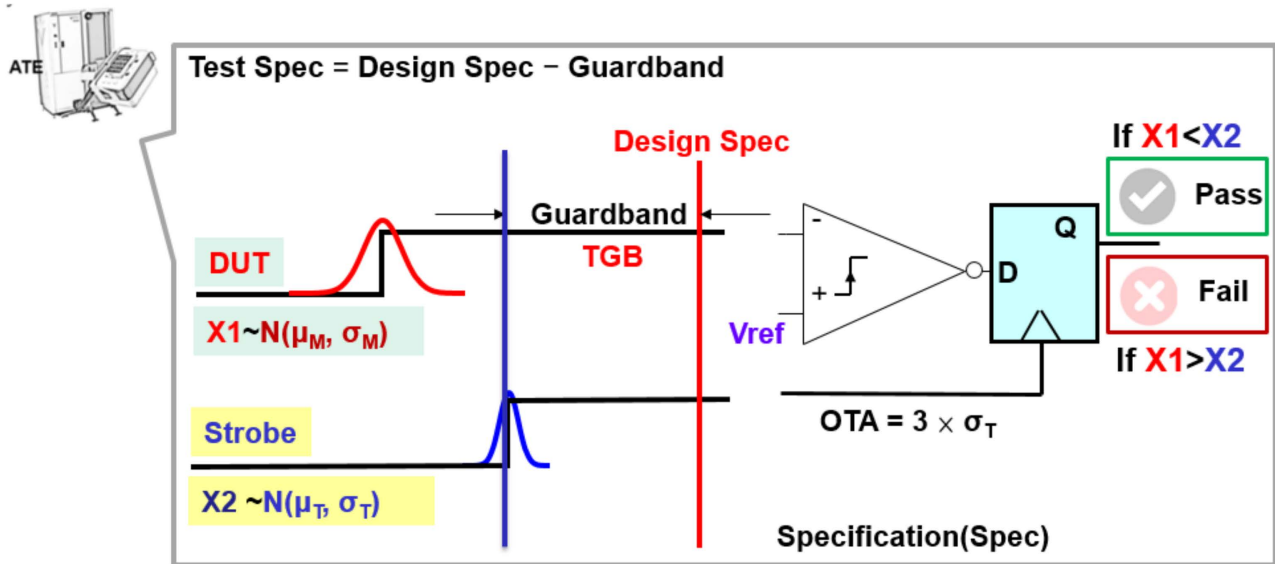 ATE
Test Spec = Design Spec − Guardband
Design Spec
If X1<X2
Pass
Guardband
TGB
DUT
X1~N(μM, σM)
-
+
Vref
D
Q
Fail
If X1>X2
Strobe
OTA = 3 × σT
X2 ~N(μT, σT)
Specification(Spec)